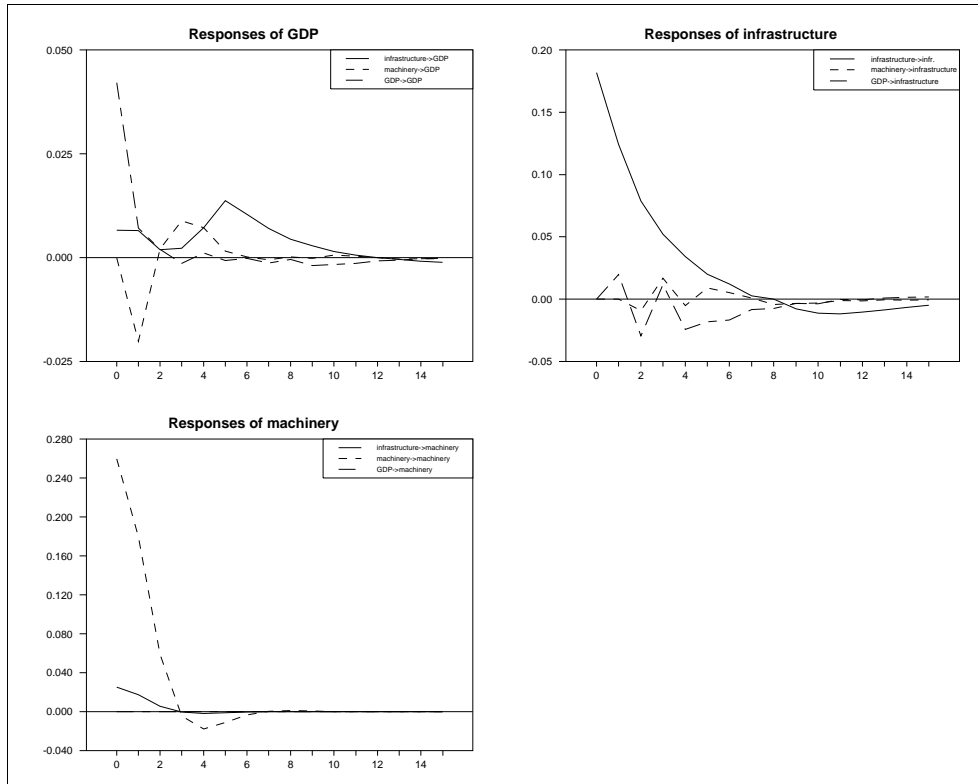 Responses of GDP
infrastructure->GDP
machinery->GDP
GDP->GDP
0.050
0.025
0.000
-0.025
0 2 4 6 8 10 12 14
Responses of infrastructure
infrastructure->infr.
machinery->infrastructure
GDP->infrastructure
0.20
0.15
0.10
0.05
0.00
-0.05
0 2 4 6 8 10 12 14
Responses of machinery
infrastructure->machinery
machinery->machinery
GDP->machinery
0.280
0.240
0.200
0.160
0.120
0.080
0.040
0.000
-0.040
0 2 4 6 8 10 12 14